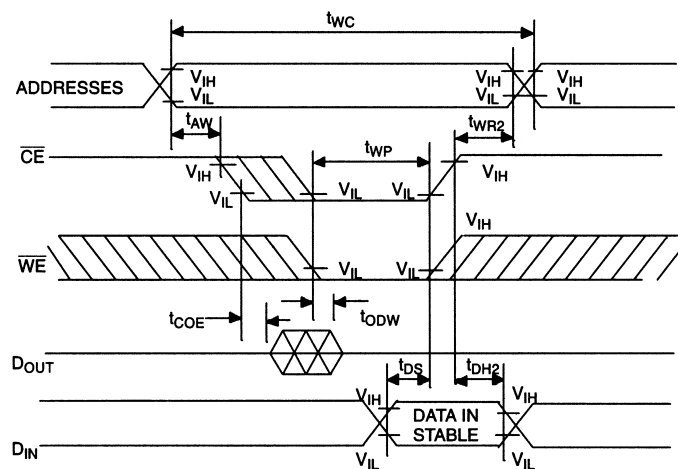 tWC
ADDRESSES
VIH
VIL
VIH
VIL
VIH
VIL
tAW
tWP
tWR2
CE
VIH
VIL
VIL
VIL
VIH
WE
VIL
VIL
VIH
tCOE
tODW
DOUT
tDS
tDH2
DIN
VIH
DATA IN
STABLE
VIH
VIL
VIL